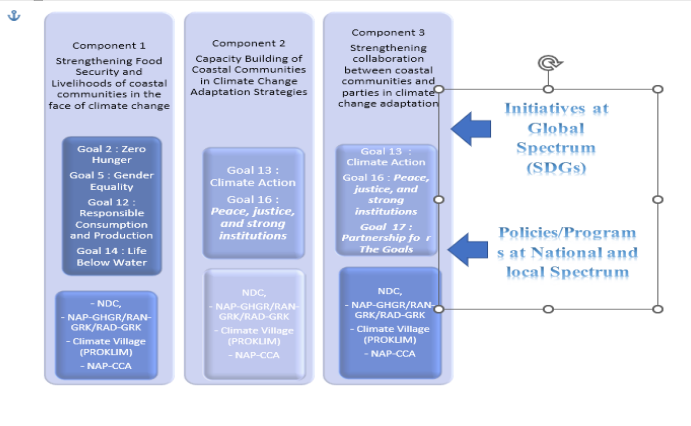 Component 1
Strengthening Food
Security and
Livelihoods of coastal
communities in the
face of climate change
Goal 2 : Zero
Hunger
Goal 5 : Gender
Equality
Goal 12 :
Responsible
Consumption
and Production
Goal 14 : Life
Below Water
- NDC,
- NAP-GHGR/RAN-
GRK/RAD-GRK
- Climate Village
(PROKLIM)
- NAP-CCA
Component 2
Capacity Building of
Coastal Communities
in Climate Change
Adaptation Strategies
Goal 13 :
Climate Action
Goal 16 :
Peace, justice,
and strong
institutions
NDC,
- NAP-GHGR/RAN-
GRK/RAD-GRK
- Climate Village
(PROKLIM)
- NAP-CCA
Component 3
Strengthening
collaboration
between coastal
communities and
parties in climate
change adaptation
Goal 13 :
Climate Action
Goal 16 : Peace,
justice, and
strong
institutions
Goal 17 :
Partnership fo r
The Goals
NDC,
- NAP-GHGR/RAN-
GRK/RAD-GRK
- Climate Village
(PROKLIM)
- NAP-CCA
Initiatives at
Global
Spectrum
(SDGs)
Policies/Program
s at National and
local Spectrum